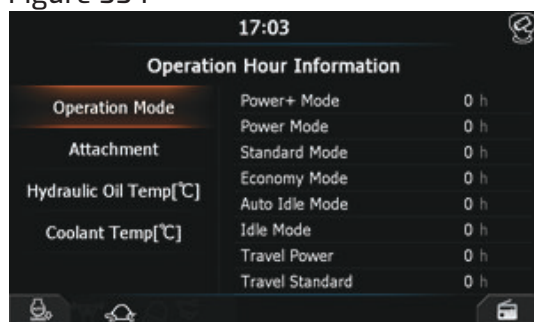 17:03
Operation Hour Information
Operation Mode
Attachment
Hydraulic Oil Temp[℃]
Coolant Temp[℃]
Power+ Mode 0 h
Power Mode 0 h
Standard Mode 0 h
Economy Mode 0 h
Auto Idle Mode 0 h
Idle Mode 0 h
Travel Power 0 h
Travel Standard 0 h